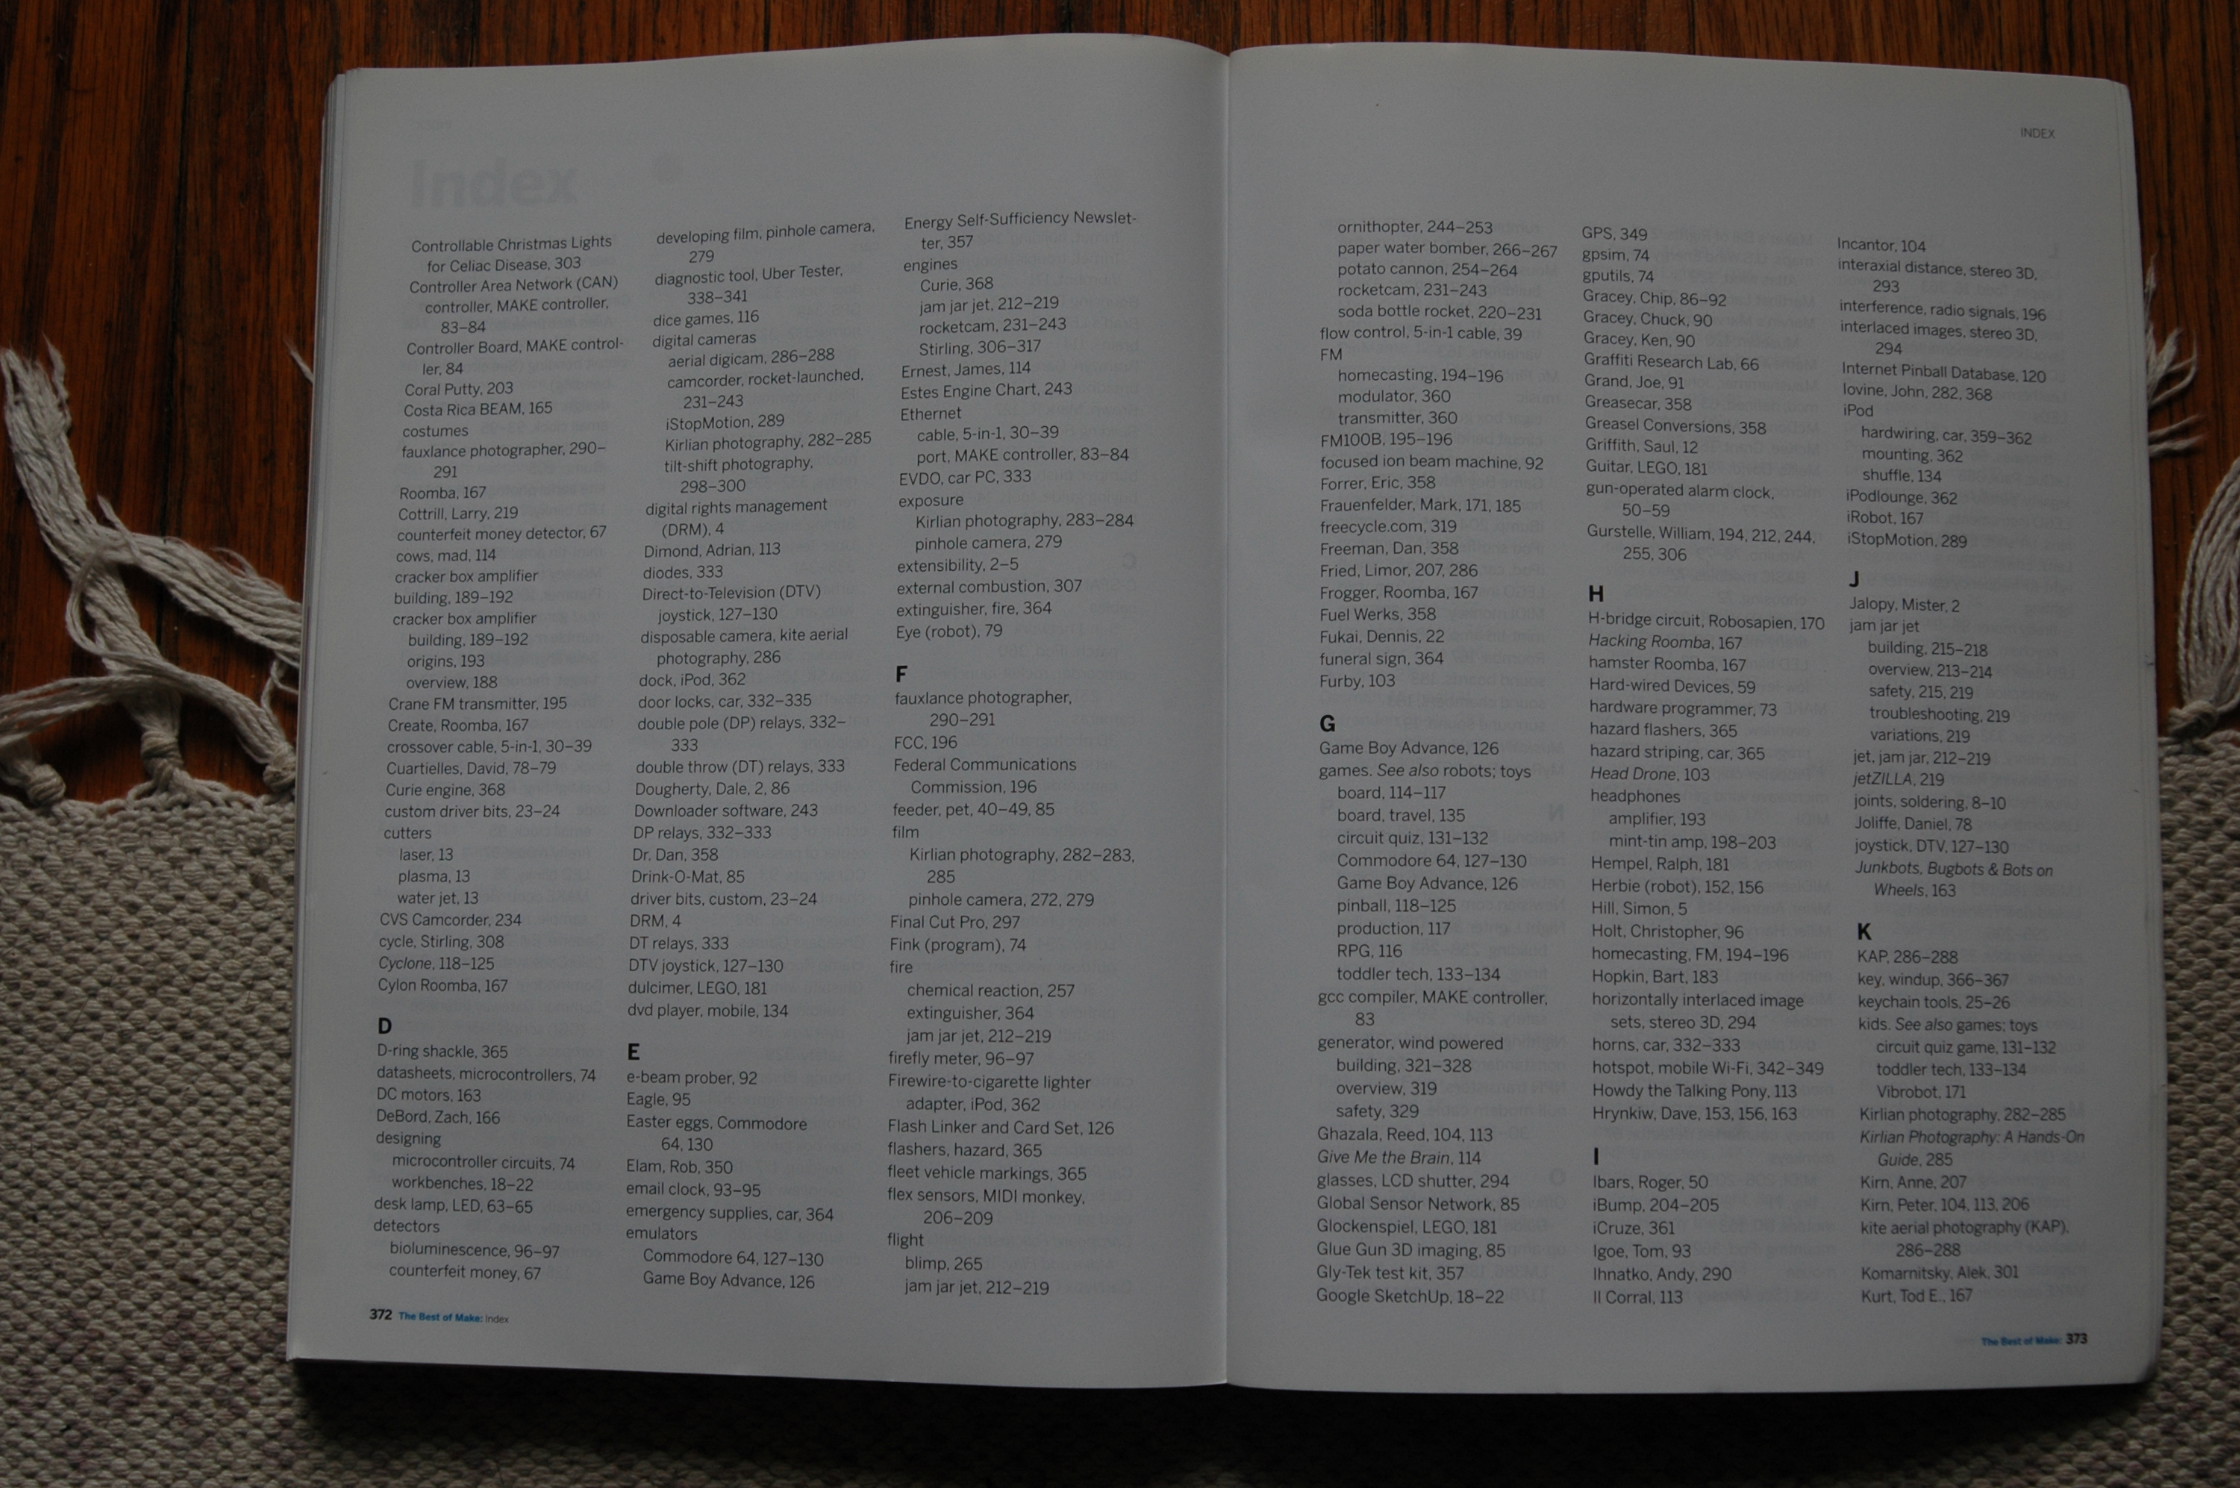 Controllable Christmas Lights
for Celiac Disease, 303
Controller Area Network (CAN)
controller, MAKE controller,
83–84
Controller Board, MAKE control-
ler, 84
Coral Putty, 203
Costa Rica BEAM, 165
costumes
fauxlance photographer, 290–
291
Roomba, 167
Cottrill, Larry, 219
counterfeit money detector, 67
cows, mad, 114
cracker box amplifier
building, 189–192
cracker box amplifier
building, 189–192
origins, 193
overview, 188
Crane FM transmitter, 195
Create, Roomba, 167
crossover cable, 5-in-1, 30–39
Cuartielles, David, 78–79
Curie engine, 368
custom driver bits, 23–24
cutters
laser, 13
plasma, 13
water jet, 13
CVS Camcorder, 234
cycle, Stirling, 308
Cyclone, 118–125
Cylon Roomba, 167
D
D-ring shackle, 365
datasheets, microcontrollers, 74
DC motors, 163
DeBord, Zach, 166
designing
microcontroller circuits, 74
workbenches, 18–22
desk lamp, LED, 63–65
detectors
bioluminescence, 96–97
counterfeit money, 67
developing film, pinhole camera,
279
diagnostic tool, Uber Tester,
338–341
dice games, 116
digital cameras
aerial digicam, 286–288
camcorder, rocket-launched,
231–243
iStopMotion, 289
Kirlian photography, 282–285
tilt-shift photography,
298–300
digital rights management
(DRM), 4
Dimond, Adrian, 113
diodes, 333
Direct-to-Television (DTV)
joystick, 127–130
disposable camera, kite aerial
photography, 286
dock, iPod, 362
door locks, car, 332–335
double pole (DP) relays, 332–
333
double throw (DT) relays, 333
Dougherty, Dale, 2, 86
Downloader software, 243
DP relays, 332–333
Dr. Dan, 358
Drink-O-Mat, 85
driver bits, custom, 23–24
DRM, 4
DT relays, 333
DTV joystick, 127–130
dulcimer, LEGO, 181
dvd player, mobile, 134
E
e-beam prober, 92
Eagle, 95
Easter eggs, Commodore
64, 130
Elam, Rob, 350
email clock, 93–95
emergency supplies, car, 364
emulators
Commodore 64, 127–130
Game Boy Advance, 126
Energy Self-Sufficiency Newslet-
ter, 357
engines
Curie, 368
jam jar jet, 212–219
rocketcam, 231–243
Stirling, 306–317
Ernest, James, 114
Estes Engine Chart, 243
Ethernet
cable, 5-in-1, 30–39
port, MAKE controller, 83–84
EVDO, car PC, 333
exposure
Kirlian photography, 283–284
pinhole camera, 279
extensibility, 2–5
external combustion, 307
extinguisher, fire, 364
Eye (robot), 79
F
fauxlance photographer,
290–291
FCC, 196
Federal Communications
Commission, 196
feeder, pet, 40–49, 85
film
Kirlian photography, 282–283,
285
pinhole camera, 272, 279
Final Cut Pro, 297
Fink (program), 74
fire
chemical reaction, 257
extinguisher, 364
jam jar jet, 212–219
firefly meter, 96–97
Firewire-to-cigarette lighter
adapter, iPod, 362
Flash Linker and Card Set, 126
flashers, hazard, 365
fleet vehicle markings, 365
flex sensors, MIDI monkey,
206–209
flight
blimp, 265
jam jar jet, 212–219
372 The Best of Make: Index
INDEX
ornithopter, 244–253
paper water bomber, 266–267
potato cannon, 254–264
rocketcam, 231–243
soda bottle rocket, 220–231
flow control, 5-in-1 cable, 39
FM
homecasting, 194–196
modulator, 360
transmitter, 360
FM100B, 195–196
focused ion beam machine, 92
Forrer, Eric, 358
Frauenfelder, Mark, 171, 185
freecycle.com, 319
Freeman, Dan, 358
Fried, Limor, 207, 286
Frogger, Roomba, 167
Fuel Werks, 358
Fukai, Dennis, 22
funeral sign, 364
Furby, 103
G
Game Boy Advance, 126
games. See also robots; toys
board, 114–117
board, travel, 135
circuit quiz, 131–132
Commodore 64, 127–130
Game Boy Advance, 126
pinball, 118–125
production, 117
RPG, 116
toddler tech, 133–134
gcc compiler, MAKE controller,
83
generator, wind powered
building, 321–328
overview, 319
safety, 329
Ghazala, Reed, 104, 113
Give Me the Brain, 114
glasses, LCD shutter, 294
Global Sensor Network, 85
Glockenspiel, LEGO, 181
Glue Gun 3D imaging, 85
Gly-Tek test kit, 357
Google SketchUp, 18–22
GPS, 349
gpsim, 74
gputils, 74
Gracey, Chip, 86–92
Gracey, Chuck, 90
Gracey, Ken, 90
Graffiti Research Lab, 66
Grand, Joe, 91
Greasecar, 358
Greasel Conversions, 358
Griffith, Saul, 12
Guitar, LEGO, 181
gun-operated alarm clock,
50–59
Gurstelle, William, 194, 212, 244,
255, 306
H
H-bridge circuit, Robosapien, 170
Hacking Roomba, 167
hamster Roomba, 167
Hard-wired Devices, 59
hardware programmer, 73
hazard flashers, 365
hazard striping, car, 365
Head Drone, 103
headphones
amplifier, 193
mint-tin amp, 198–203
Hempel, Ralph, 181
Herbie (robot), 152, 156
Hill, Simon, 5
Holt, Christopher, 96
homecasting, FM, 194–196
Hopkin, Bart, 183
horizontally interlaced image
sets, stereo 3D, 294
horns, car, 332–333
hotspot, mobile Wi-Fi, 342–349
Howdy the Talking Pony, 113
Hrynkiw, Dave, 153, 156, 163
I
Ibars, Roger, 50
iBump, 204–205
iCruze, 361
Igoe, Tom, 93
Ihnatko, Andy, 290
Il Corral, 113
Incantor, 104
interaxial distance, stereo 3D,
293
interference, radio signals, 196
interlaced images, stereo 3D,
294
Internet Pinball Database, 120
Iovine, John, 282, 368
iPod
hardwiring, car, 359–362
mounting, 362
shuffle, 134
iPodlounge, 362
iRobot, 167
iStopMotion, 289
J
Jalopy, Mister, 2
jam jar jet
building, 215–218
overview, 213–214
safety, 215, 219
troubleshooting, 219
variations, 219
jet, jam jar, 212–219
jetZILLA, 219
joints, soldering, 8–10
Joliffe, Daniel, 78
joystick, DTV, 127–130
Junkbots, Bugbots & Bots on
Wheels, 163
K
KAP, 286–288
key, windup, 366–367
keychain tools, 25–26
kids. See also games; toys
circuit quiz game, 131–132
toddler tech, 133–134
Vibrobot, 171
Kirlian photography, 282–285
Kirlian Photography: A Hands-On
Guide, 285
Kirn, Anne, 207
Kirn, Peter, 104, 113, 206
kite aerial photography (KAP),
286–288
Komarnitsky, Alek, 301
Kurt, Tod E., 167
The Best of Make: 373